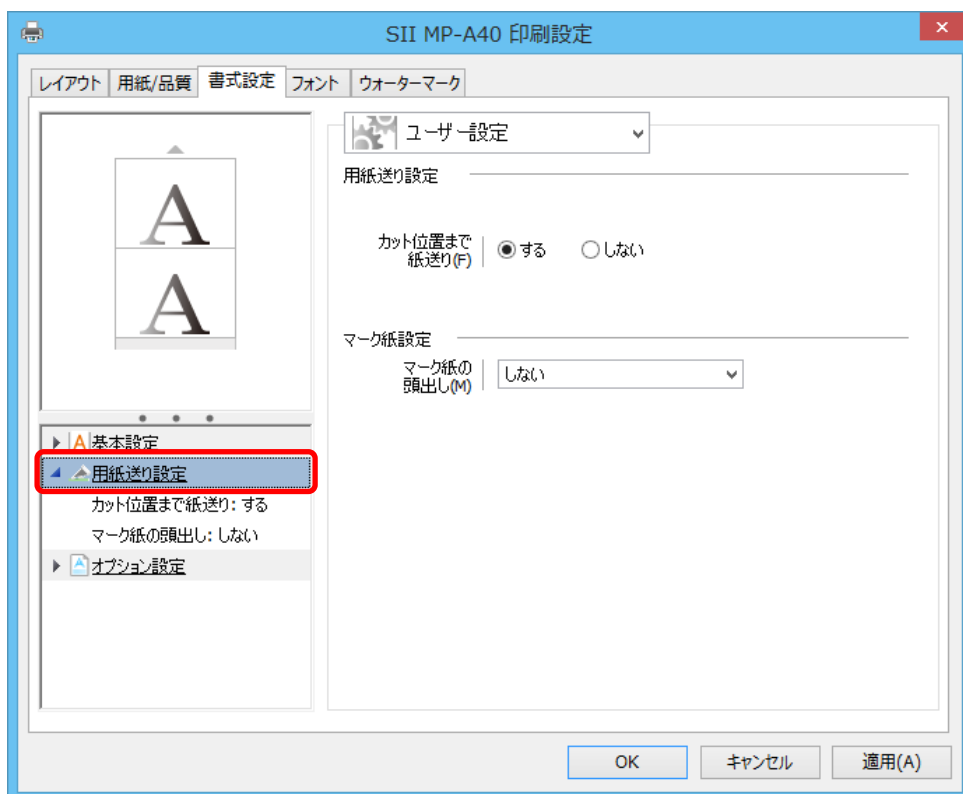 SII MP-A40 印刷設定
レイアウト 用紙/品質 書式設定 フォント ウォーターマーク
ユーザー設定
用紙送り設定
カット位置まで
紙送り(F)
する しない
マーク紙設定
マーク紙の
頭出し(M)
しない
A
A
A 基本設定
用紙送り設定
カット位置まで紙送り: する
マーク紙の頭出し: しない
A オプション設定
OK キャンセル 適用(A)